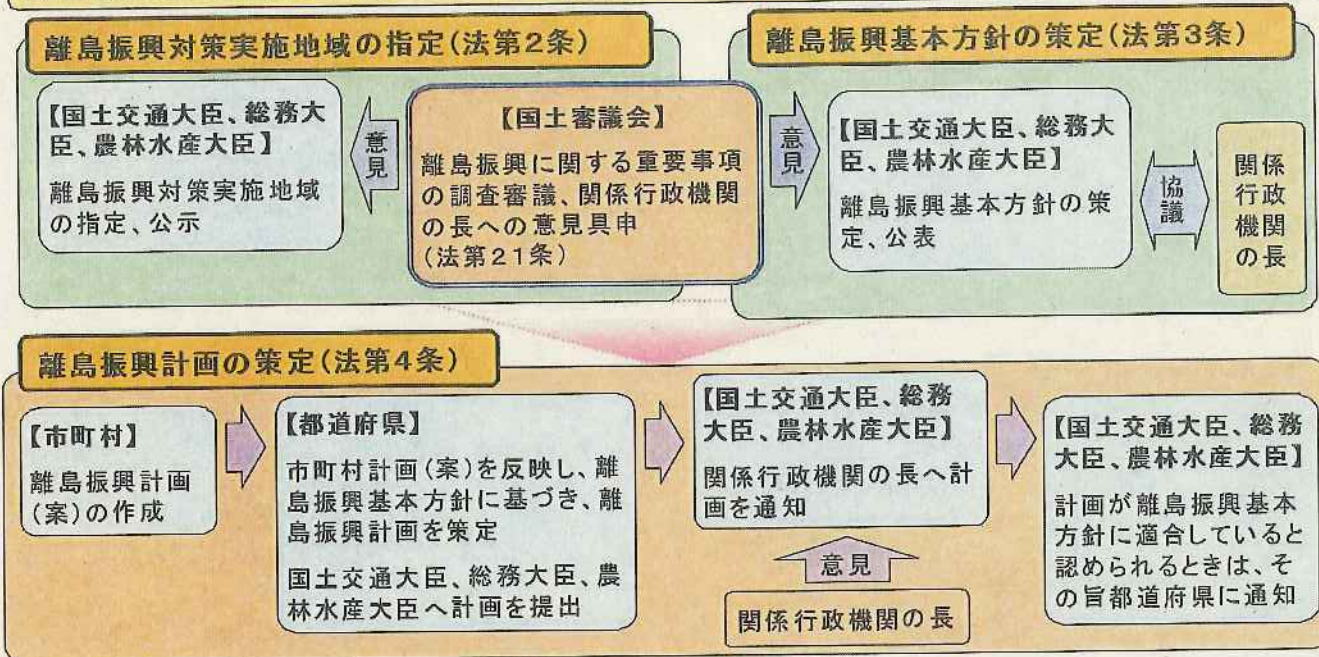 離島振興対策実施地域の指定(法第2条)
【国土交通大臣、総務大
臣、農林水産大臣】
離島振興対策実施地域
の指定、公示
意見
【国土審議会】
離島振興に関する重要事項
の調査審議、関係行政機関
の長への意見具申
(法第21条)
離島振興基本方針の策定(法第3条)
意見
【国土交通大臣、総務大
臣、農林水産大臣】
離島振興基本方針の策
定、公表
協議
関係
行政
機関
の長
離島振興計画の策定(法第4条)
【市町村】
離島振興計画
(案)の作成
【都道府県】
市町村計画(案)を反映し、離
島振興基本方針に基づき、離
島振興計画を策定
国土交通大臣、総務大臣、農
林水産大臣へ計画を提出
【国土交通大臣、総務
大臣、農林水産大臣】
関係行政機関の長へ計
画を通知
意見
関係行政機関の長
【国土交通大臣、総務
大臣、農林水産大臣】
計画が離島振興基本
方針に適合していると
認められるときは、そ
の旨都道府県に通知